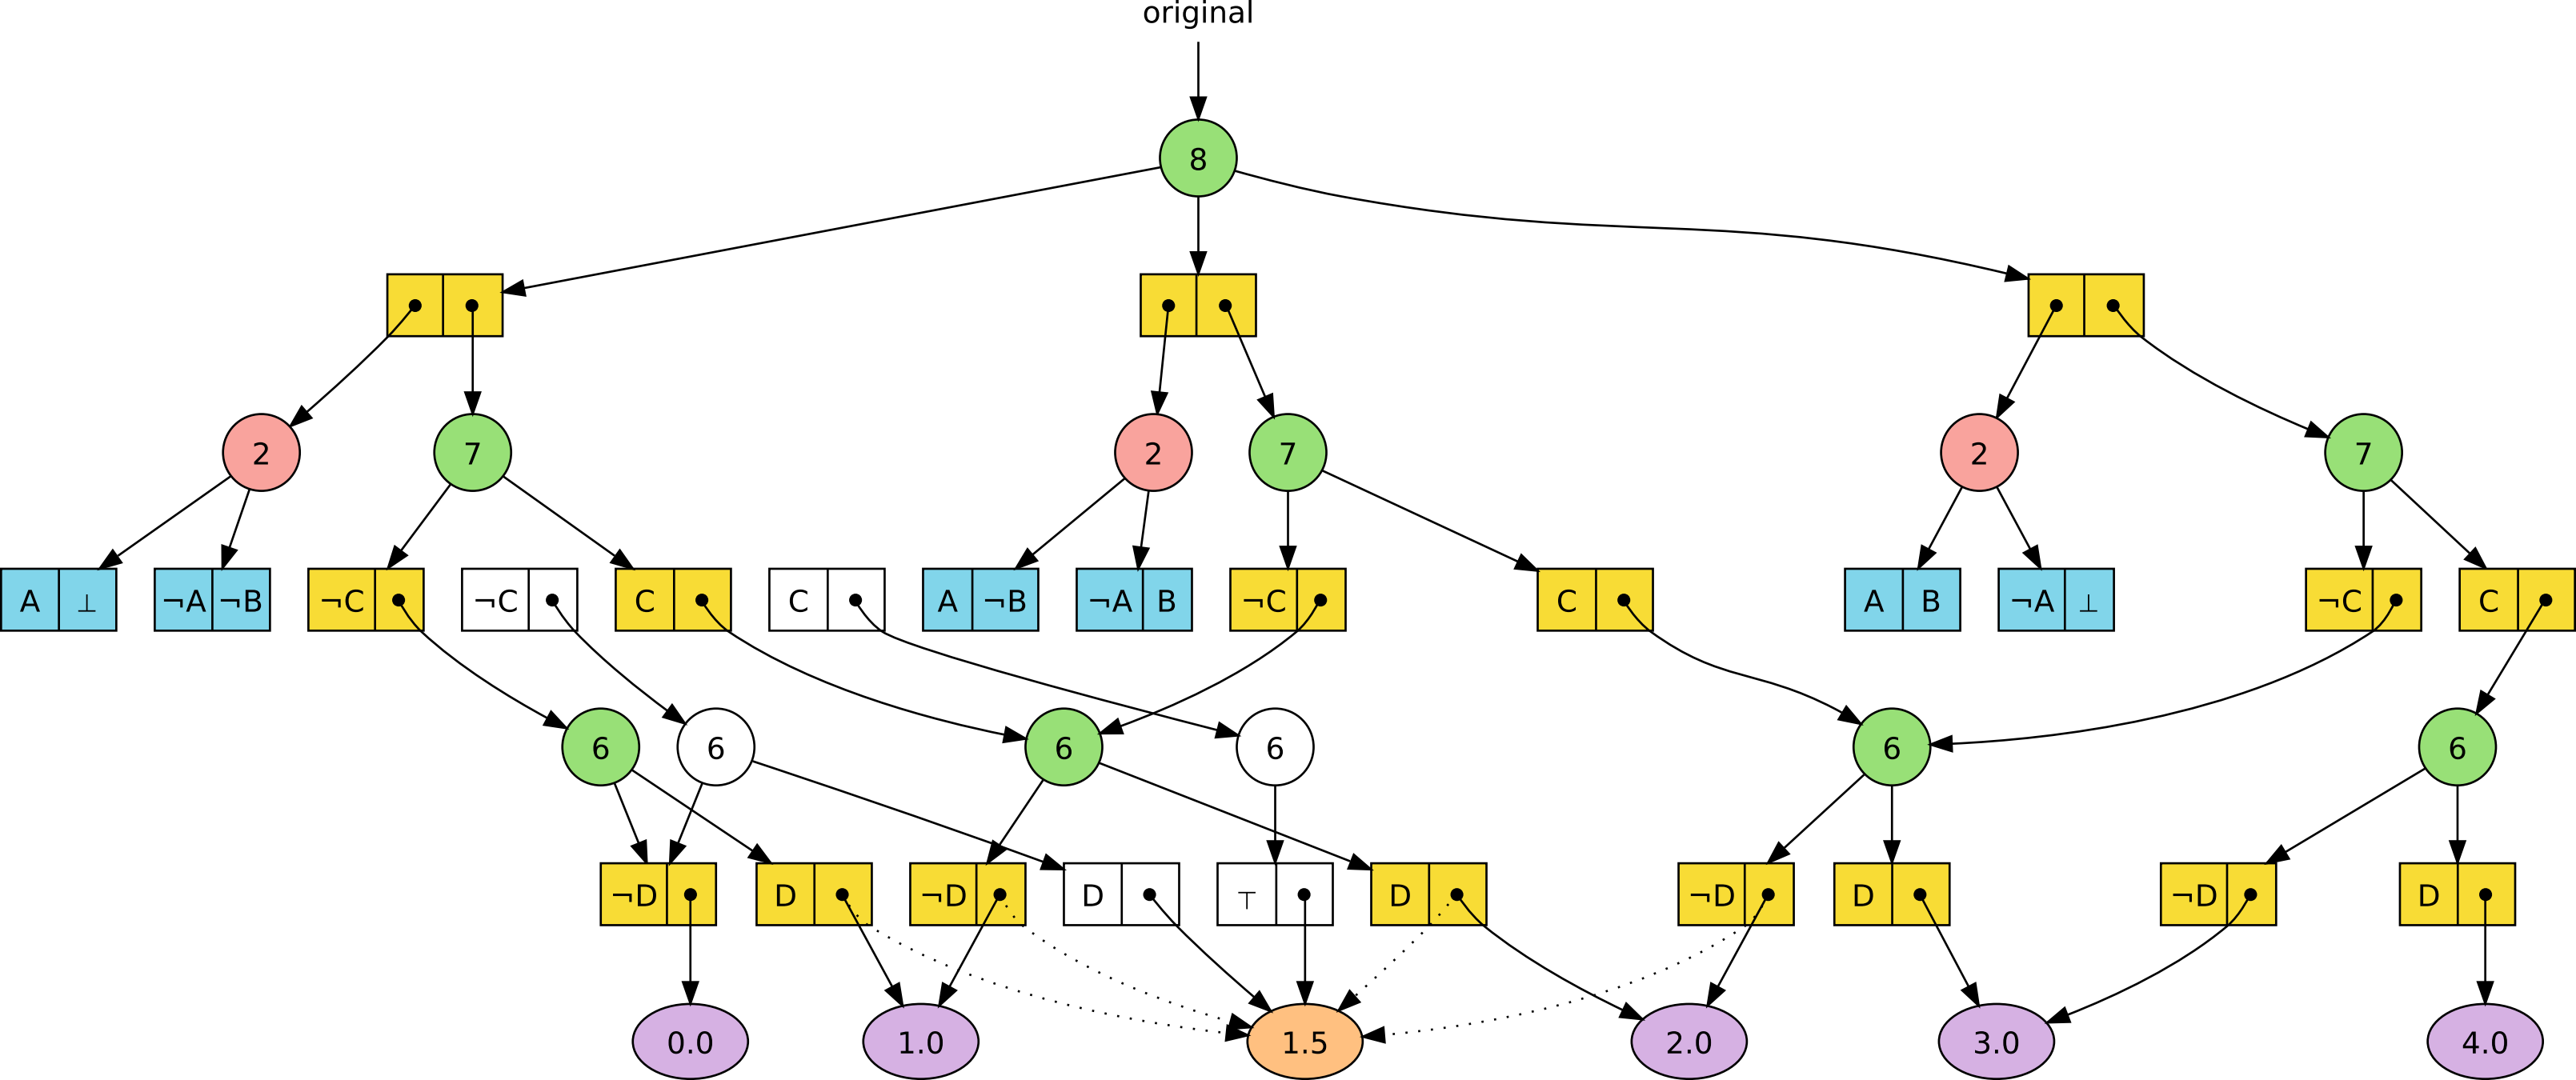 original
8
2 7 2 7 2 7
A ⊥ ¬A ¬B ¬C ¬C C C A ¬B ¬A B ¬C C A B ¬A ⊥ ¬C C
6 6 6 6 6 6
¬D D ¬D D ⊤ D ¬D D ¬D D
0.0 1.0 1.5 2.0 3.0 4.0